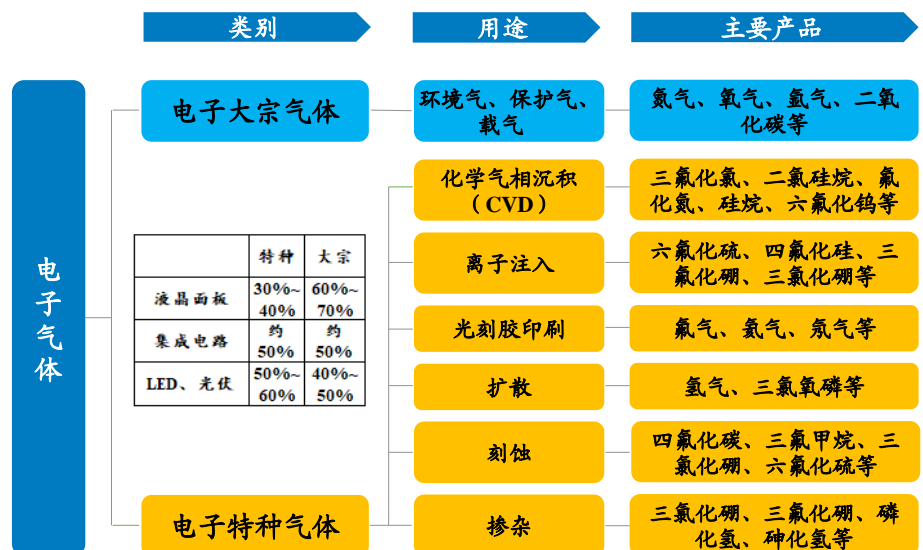 类别
用途
主要产品
电子气体
电子大宗气体
环境气、保护气、
载气
氮气、氧气、氩气、二氧
化碳等
化学气相沉积
（CVD）
三氟化氯、二氯硅烷、氟
化氮、硅烷、六氟化钨等
特种 大宗
液晶面板 30%~ 60%~
40% 70%
集成电路 约 约
50% 50%
LED、光伏 50%~ 40%~
60% 50%
离子注入
六氟化硫、四氟化硅、三
氟化硼、三氯化硼等
光刻胶印刷
氟气、氦气、氖气等
扩散
氢气、三氯氧磷等
刻蚀
四氟化碳、三氟甲烷、三
氯化硼、六氟化硫等
电子特种气体
掺杂
三氯化硼、三氟化硼、磷
化氢、砷化氢等